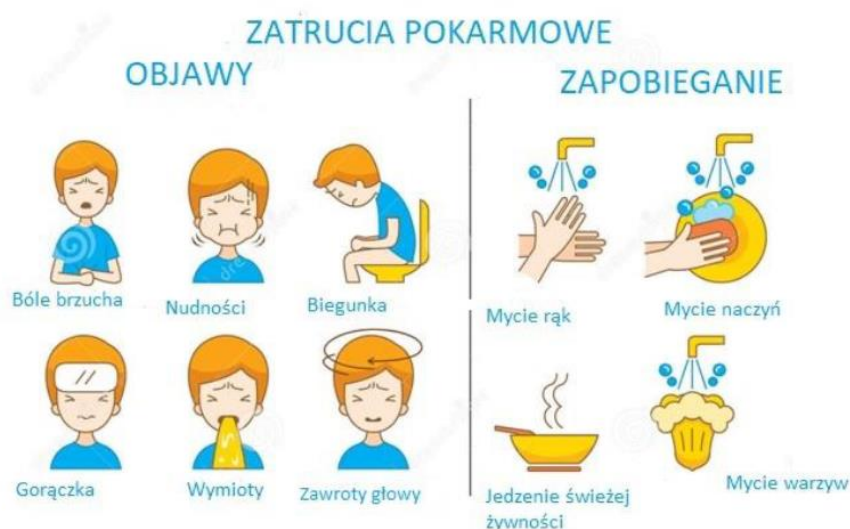 ZATRUCIA POKARMOWE
OBJAWY
ZAPOBIEGANIE
Bóle brzucha
Nudności
Biegunka
Mycie rąk
Mycie naczyń
Gorączka
Wymioty
Zawroty głowy
Jedzenie świeżej
żywności
Mycie warzyw